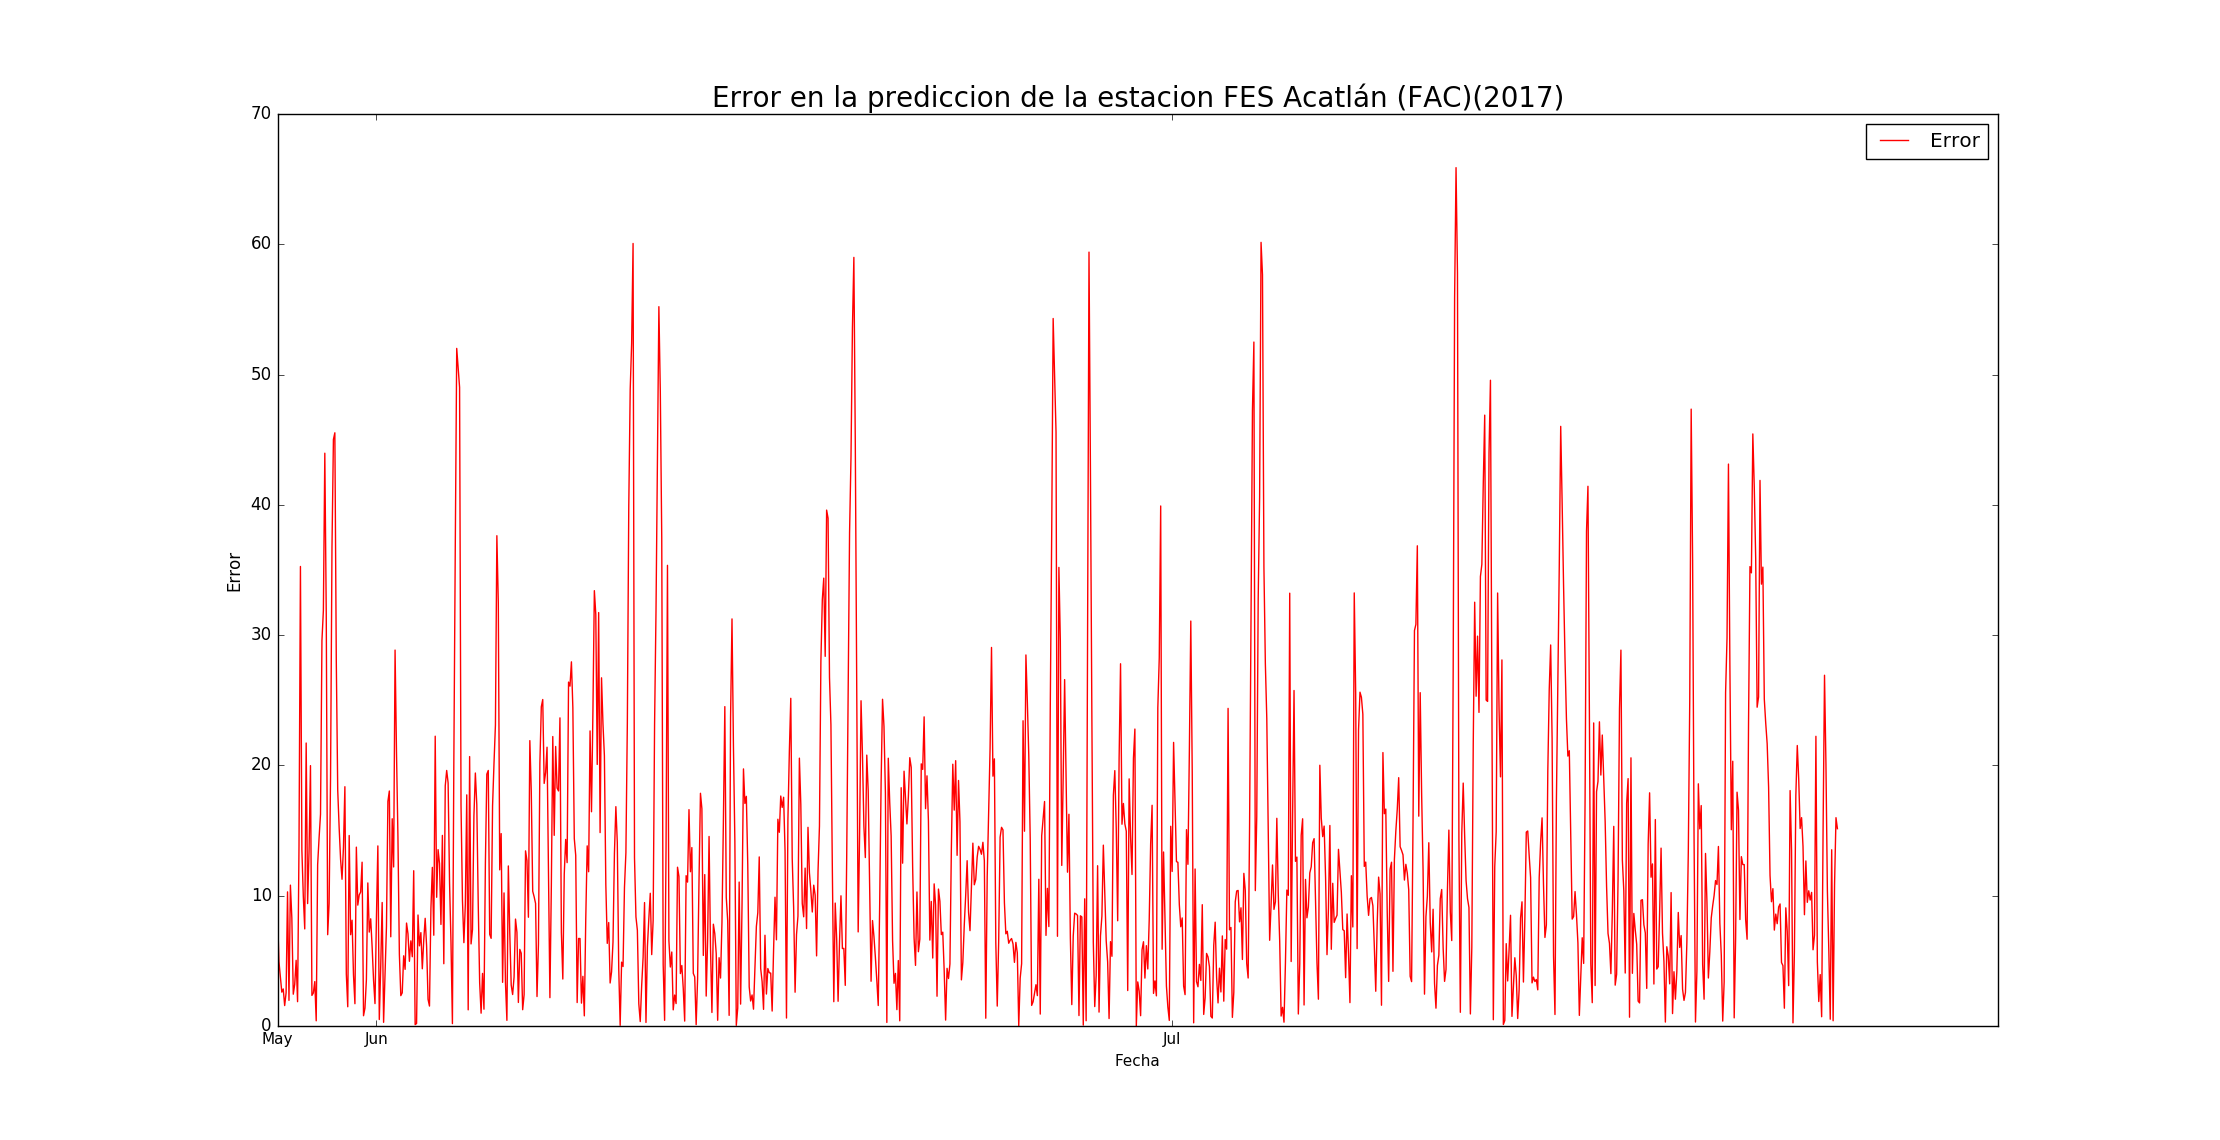 Error en la prediccion de la estacion FES Acatlán (FAC)(2017)
Error
70
60
50
40
30
20
10
0
Error
May
Jun
Jul
Fecha